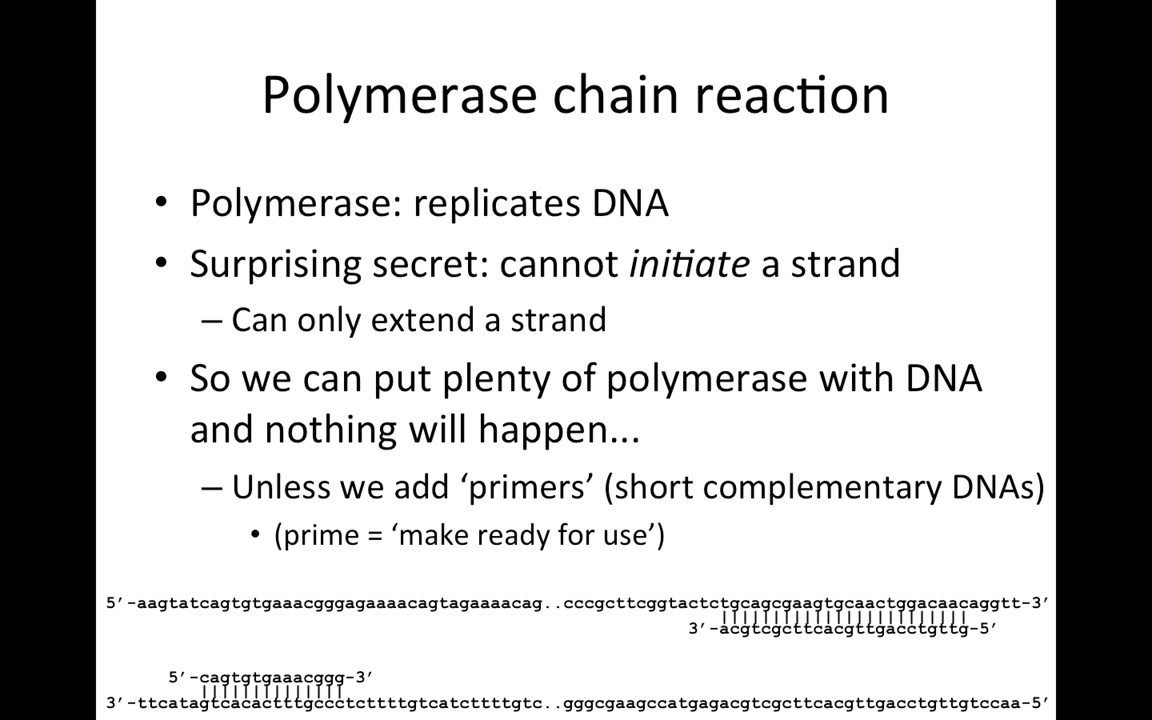 Polymerase chain reaction
• Polymerase: replicates DNA
• Surprising secret: cannot initiate a strand
– Can only extend a strand
• So we can put plenty of polymerase with DNA
and nothing will happen...
– Unless we add ‘primers’ (short complementary DNAs)
• (prime = ‘make ready for use’)
5’-aagtatcagtgtgaaacgggagaaaacagtagaaaacag..cccgcttcggtactctgcagcgaagtgcaactggacaacaggtt-3’
3’-acgtcgcttcacgttgacctgttg-5’
5’-cagtgtgaaacggg-3’
3’-ttcatagtcacactttgccctcttttgtcatcttttgtc..gggcgaagccatgagacgtcgcttcacgttgacctgttgtccaa-5’